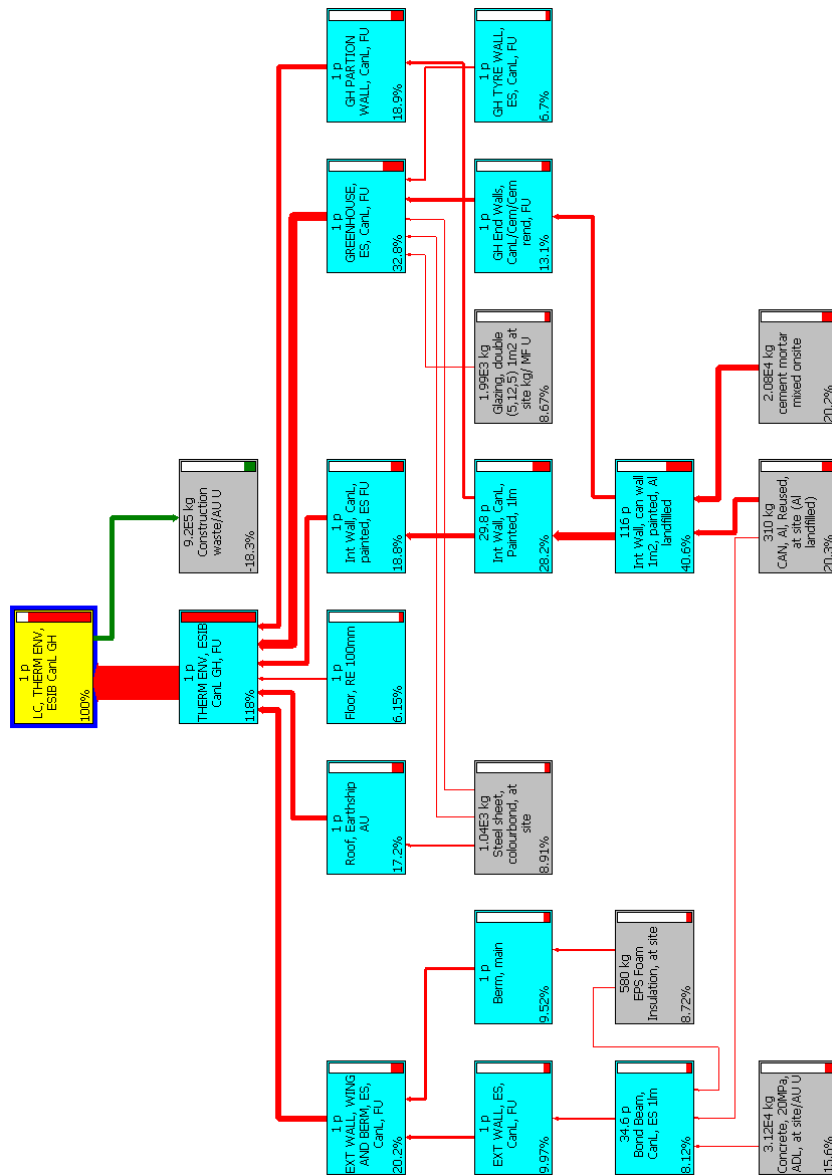 1 p
LC, THERM ENV,
ESIB CanL GH
100%
1 p
THERM ENV, ESIB
CanL GH, FU
118%
9.2E5 kg
Construction
waste/AU U
-18.3%
1 p
EXT WALL, WING
AND BERM, ES,
CanL, FU
20.2%
1 p
Roof, Earthship
AU
17.2%
1 p
Floor, RE 100mm
6.15%
1 p
Int Wall, CanL,
painted, ES FU
18.8%
1 p
GREENHOUSE,
ES, CanL, FU
32.8%
1 p
GH PARTION
WALL, CanL, FU
18.9%
1 p
EXT WALL, ES,
CanL, FU
9.97%
1 p
Berm, main
9.52%
1.04E3 kg
Steel sheet,
colourbond, at
site
8.91%
29.8 p
Int Wall, CanL,
Painted, 1lm
28.2%
1.99E3 kg
Glazing, double
(5,12,5) 1m2 at
site kg/ MF U
8.67%
1 p
GH End Walls,
CanL/Cem/Cem
rend, FU
13.1%
1 p
GH TYRE WALL,
ES, CanL, FU
6.7%
34.6 p
Bond Beam,
CanL, ES 1lm
8.12%
580 kg
EPS Foam
Insulation, at site
8.72%
116 p
Int Wall, can wall
1m2, painted, Al
landfilled
40.6%
3.12E4 kg
Concrete, 20MPa,
ADL, at site/AU U
15.6%
310 kg
CAN, Al, Reused,
at site (Al
landfilled)
20.3%
2.08E4 kg
cement mortar
mixed onsite
20.2%